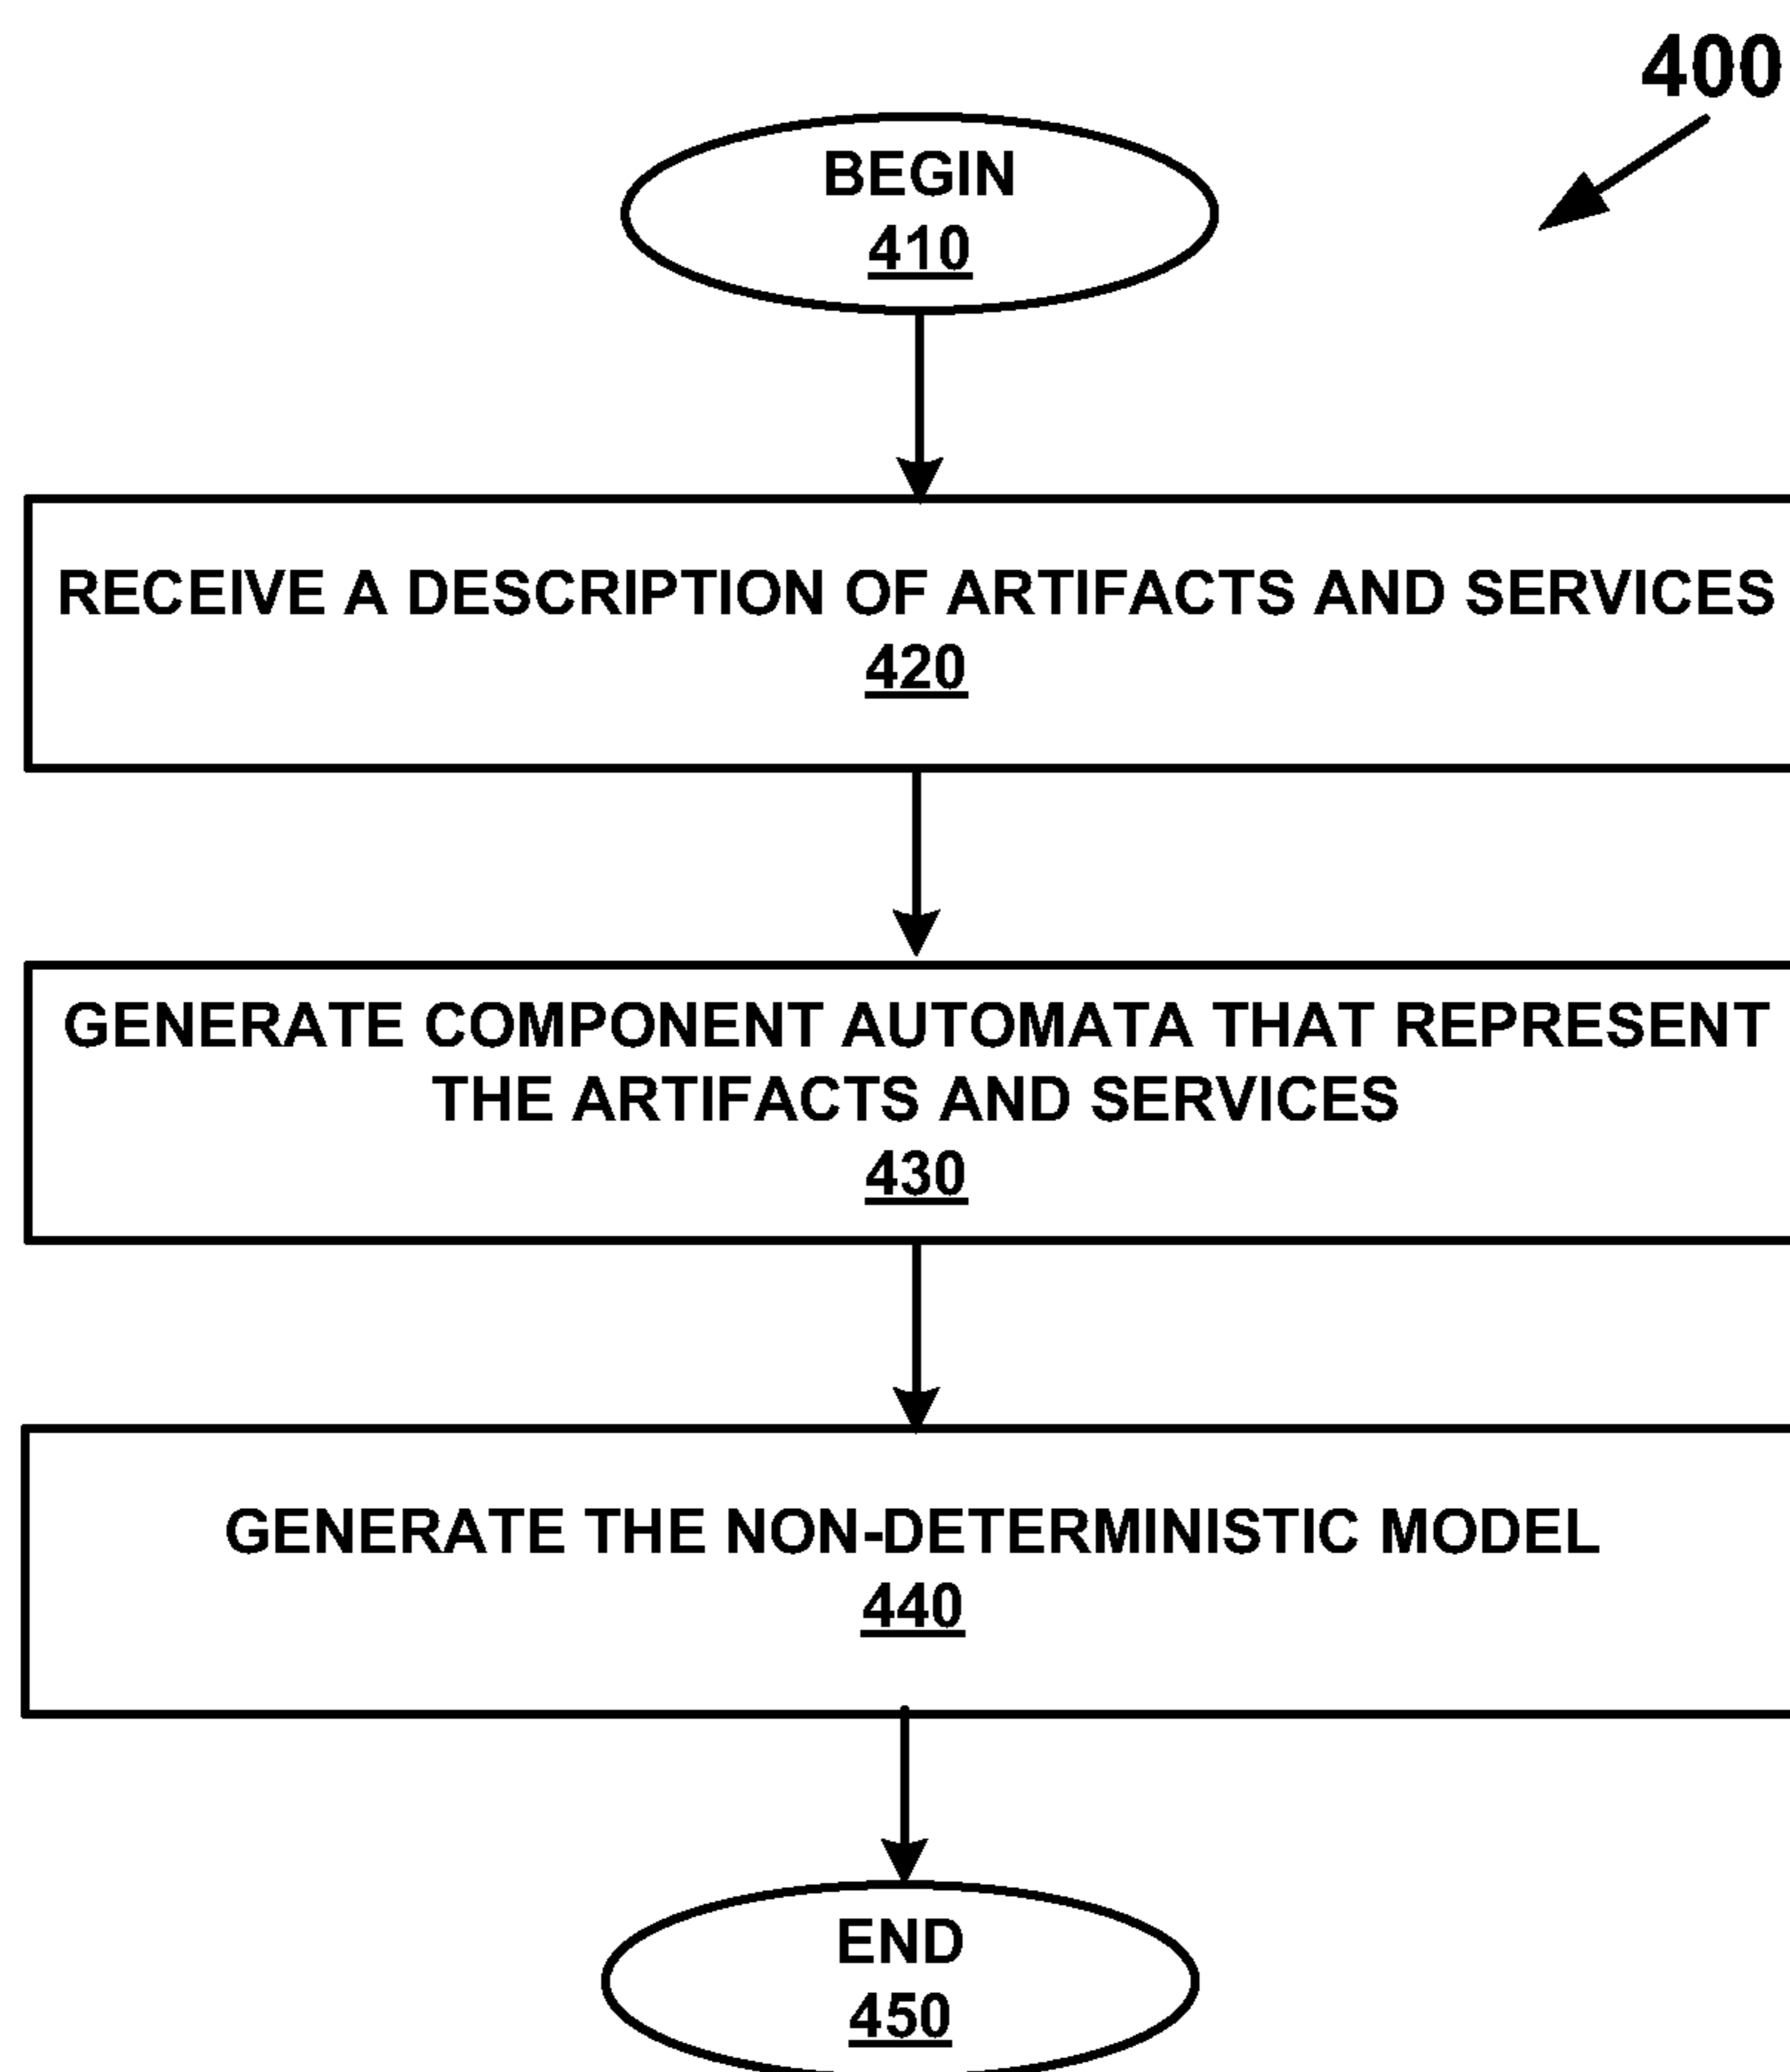 400
BEGIN
410
RECEIVE A DESCRIPTION OF ARTIFACTS AND SERVICES
420
GENERATE COMPONENT AUTOMATA THAT REPRESENT
THE ARTIFACTS AND SERVICES
430
GENERATE THE NON-DETERMINISTIC MODEL
440
END
450